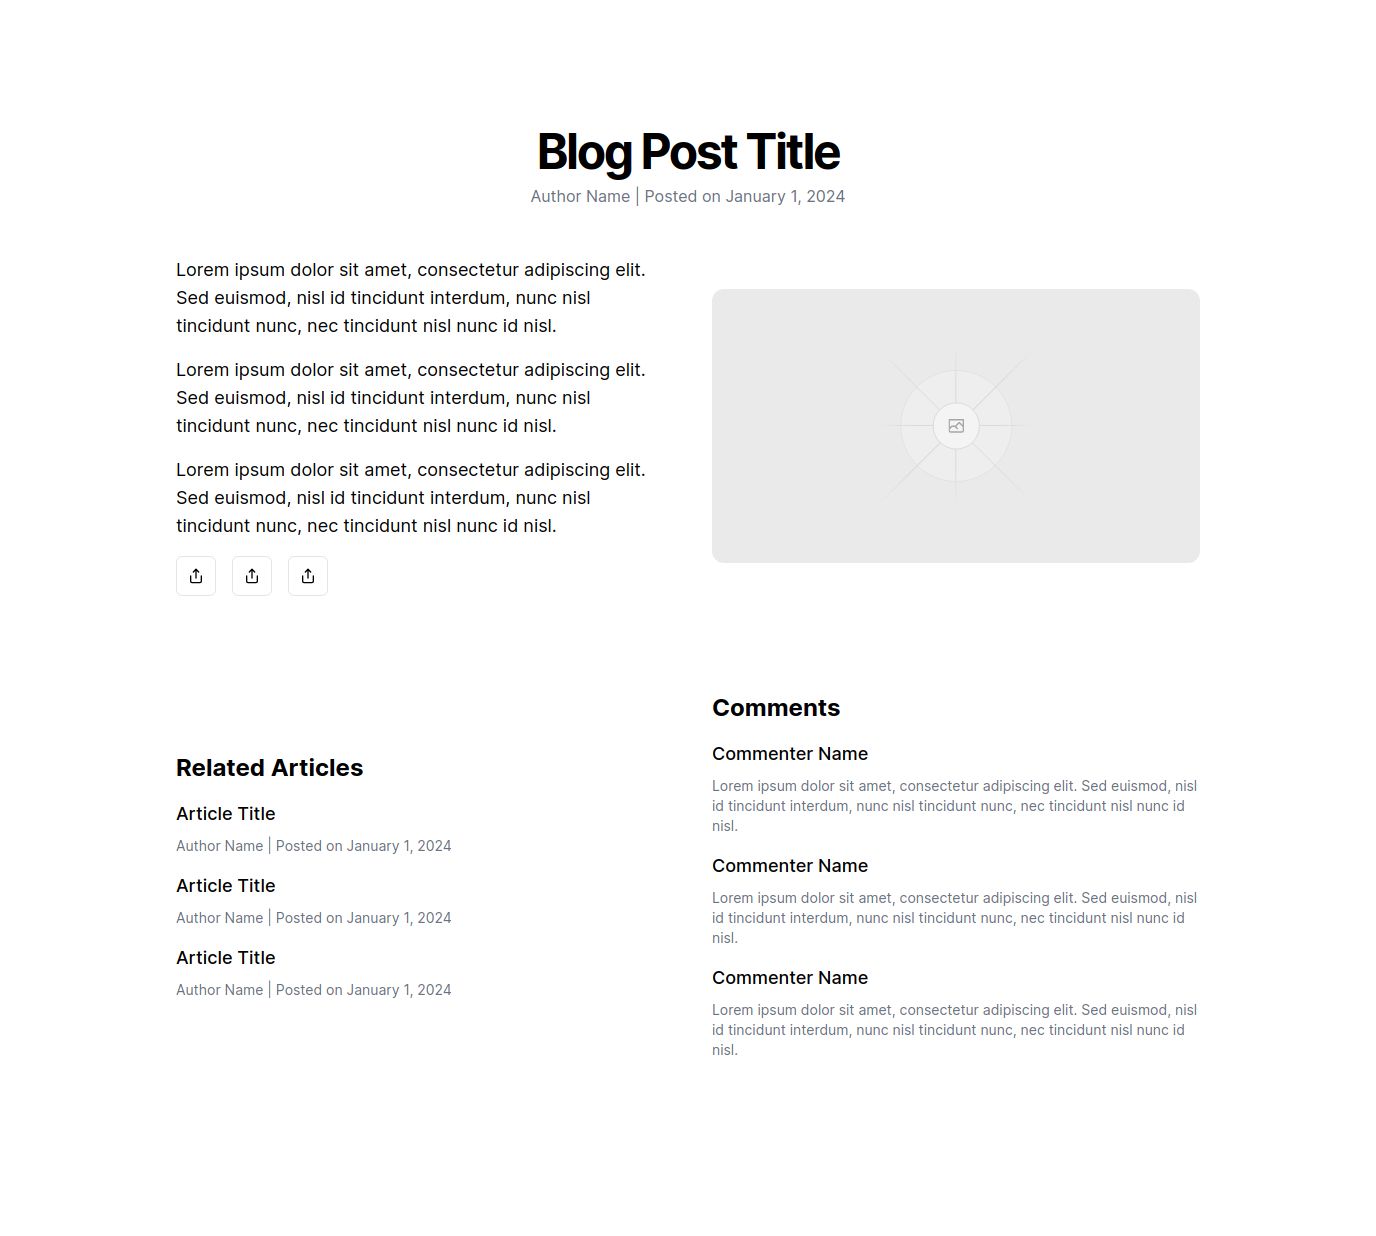 Blog Post Title
Author Name | Posted on January 1, 2024
Lorem ipsum dolor sit amet, consectetur adipiscing elit.
Sed euismod, nisl id tincidunt interdum, nunc nisl
tincidunt nunc, nec tincidunt nisl nunc id nisl.
Lorem ipsum dolor sit amet, consectetur adipiscing elit.
Sed euismod, nisl id tincidunt interdum, nunc nisl
tincidunt nunc, nec tincidunt nisl nunc id nisl.
Lorem ipsum dolor sit amet, consectetur adipiscing elit.
Sed euismod, nisl id tincidunt interdum, nunc nisl
tincidunt nunc, nec tincidunt nisl nunc id nisl.
Related Articles
Article Title
Author Name | Posted on January 1, 2024
Article Title
Author Name | Posted on January 1, 2024
Article Title
Author Name | Posted on January 1, 2024
Comments
Commenter Name
Lorem ipsum dolor sit amet, consectetur adipiscing elit. Sed euismod, nisl
id tincidunt interdum, nunc nisl tincidunt nunc, nec tincidunt nisl nunc id
nisl.
Commenter Name
Lorem ipsum dolor sit amet, consectetur adipiscing elit. Sed euismod, nisl
id tincidunt interdum, nunc nisl tincidunt nunc, nec tincidunt nisl nunc id
nisl.
Commenter Name
Lorem ipsum dolor sit amet, consectetur adipiscing elit. Sed euismod, nisl
id tincidunt interdum, nunc nisl tincidunt nunc, nec tincidunt nisl nunc id
nisl.